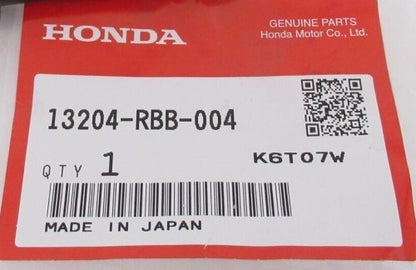 HONDA
GENUINE PARTS
Honda Motor Co., Ltd.
13204-RBB-004
QTY 1
K6T07W
MADE IN JAPAN